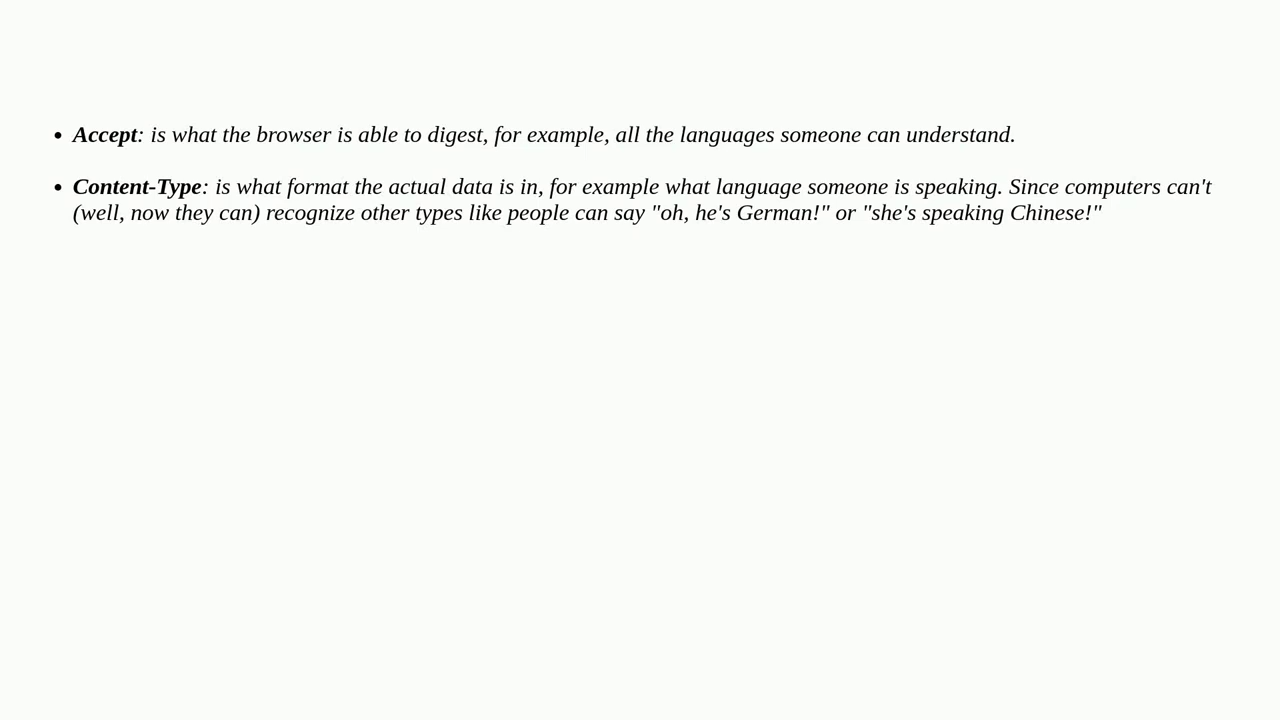 • Accept: is what the browser is able to digest, for example, all the languages someone can understand.
• Content-Type: is what format the actual data is in, for example what language someone is speaking. Since computers can't
(well, now they can) recognize other types like people can say "oh, he's German!" or "she's speaking Chinese!"